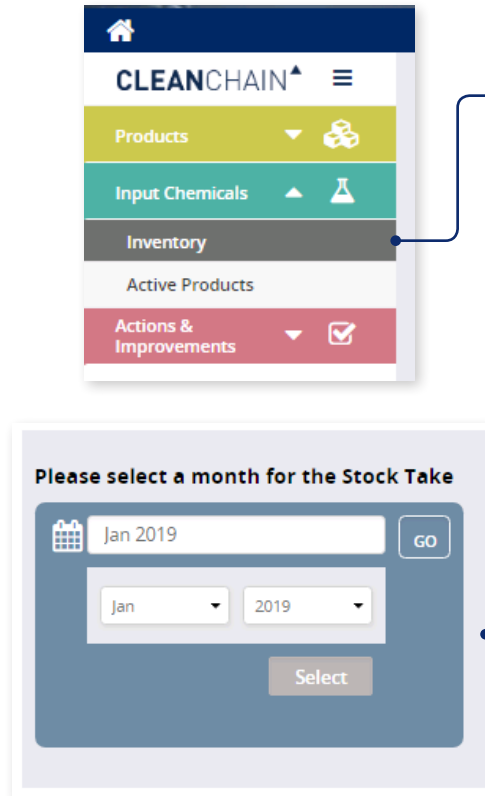 CLEANCHAIN
Products
Input Chemicals
Inventory
Active Products
Actions &
Improvements
Please select a month for the Stock Take
Jan 2019
GO
Jan
2019
Select